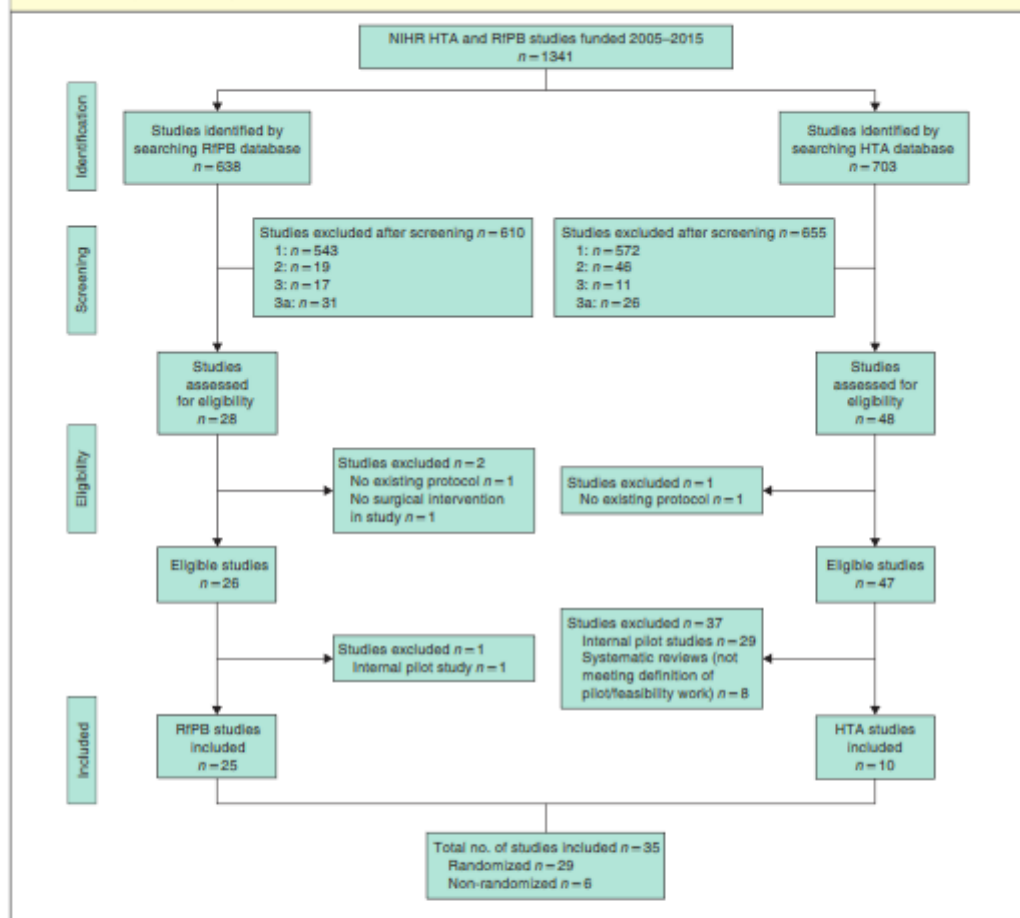 NIHR HTA and RfPB studies funded 2005–2015
n = 1341
Identification
Studies identified by
searching RfPB database
n = 638
Studies identified by
searching HTA database
n = 703
Screening
Studies excluded after screening n = 610
1: n = 543
2: n = 19
3: n = 17
3a: n = 31
Studies excluded after screening n = 655
1: n = 572
2: n = 46
3: n = 11
3a: n = 26
Studies
assessed
for eligibility
n = 28
Studies
assessed for
eligibility
n = 48
Eligibility
Studies excluded n = 2
No existing protocol n = 1
No surgical intervention
in study n = 1
Studies excluded n = 1
No existing protocol n = 1
Eligible studies
n = 26
Eligible studies
n = 47
Studies excluded n = 1
Internal pilot study n = 1
Studies excluded n = 37
Internal pilot studies n = 29
Systematic reviews (not
meeting definition of
pilot/feasibility work) n = 8
Included
RfPB studies
included
n = 25
HTA studies
included
n = 10
Total no. of studies included n = 35
Randomized n = 29
Non-randomized n = 6